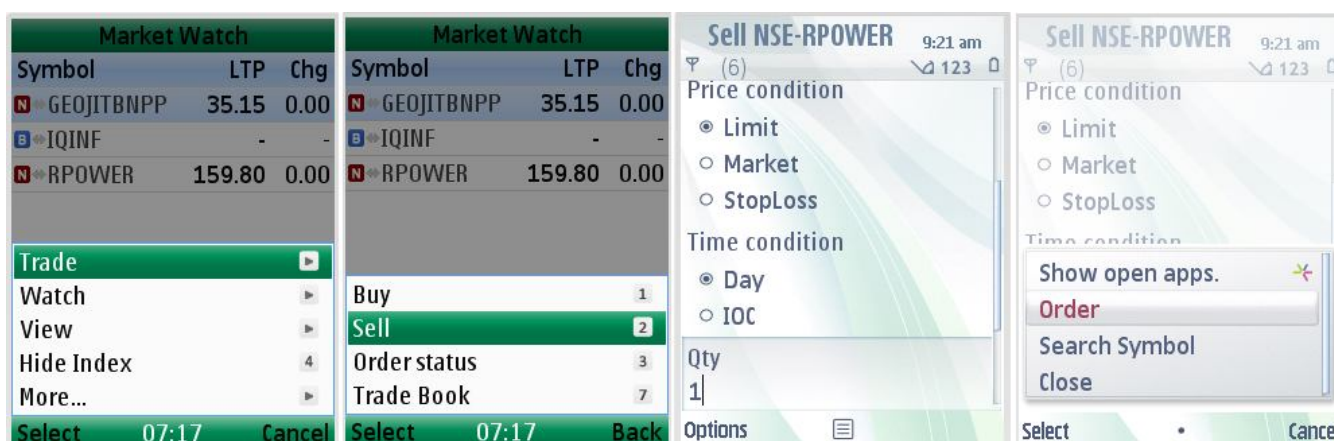 Market Watch
Symbol LTP Chg
N GEOJITBNPP 35.15 0.00
B IQINF - -
N RPOWER 159.80 0.00
Trade
Watch
View
Hide Index 4
More...
Select 07:17 Cancel
Market Watch
Symbol LTP Chg
N GEOJITBNPP 35.15 0.00
B IQINF - -
N RPOWER 159.80 0.00
Buy 1
Sell 2
Order status 3
Trade Book 7
Select 07:17 Back
Sell NSE-RPOWER 9:21 am
(6) 123
Price condition
Limit
Market
StopLoss
Time condition
Day
IOC
Qty
1
Options
Sell NSE-RPOWER 9:21 am
(6) 123
Price condition
Limit
Market
StopLoss
Time condition
Show open apps.
Order
Search Symbol
Close
Select Cance